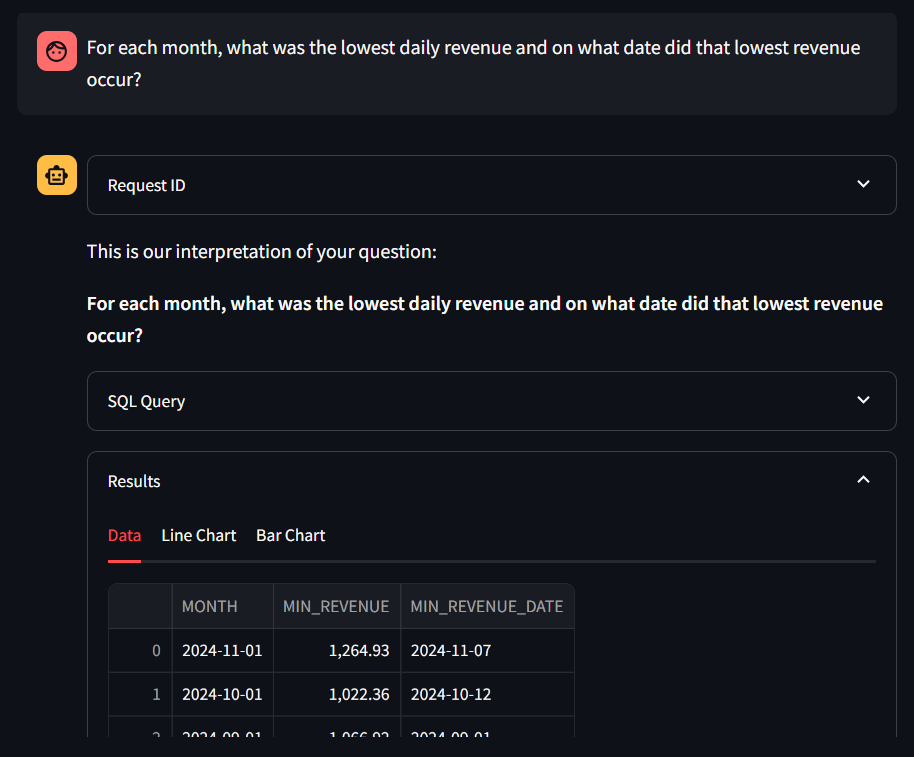 For each month, what was the lowest daily revenue and on what date did that lowest revenue
occur?
Request ID
This is our interpretation of your question:
For each month, what was the lowest daily revenue and on what date did that lowest revenue
occur?
SQL Query
Results
Data Line Chart Bar Chart
MONTH MIN_REVENUE MIN_REVENUE_DATE
0 2024-11-01 1,264.93 2024-11-07
1 2024-10-01 1,022.36 2024-10-12